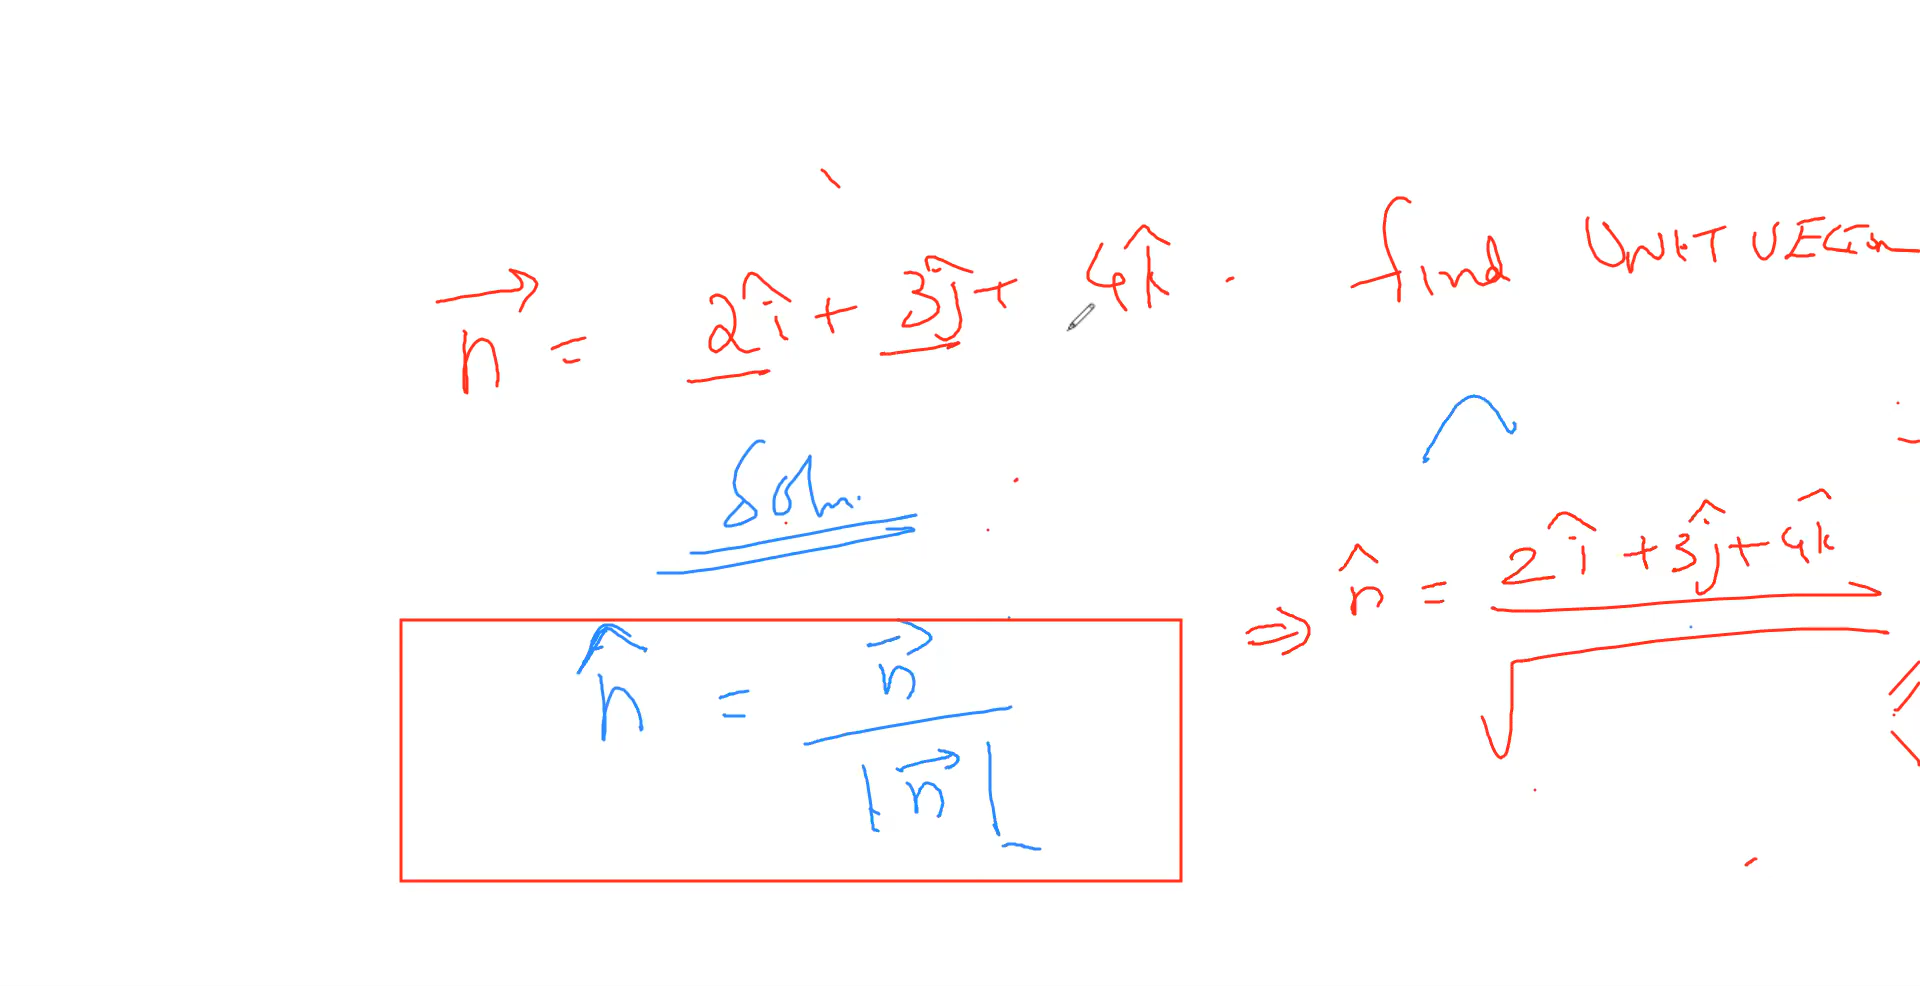 n⃗ = 2î + 3ĵ + 4k̂ . find UNIT VECTOR
Soln.
n̂ = n⃗ / |n⃗|
⇒ n̂ = 2î + 3ĵ + 4k̂ / √